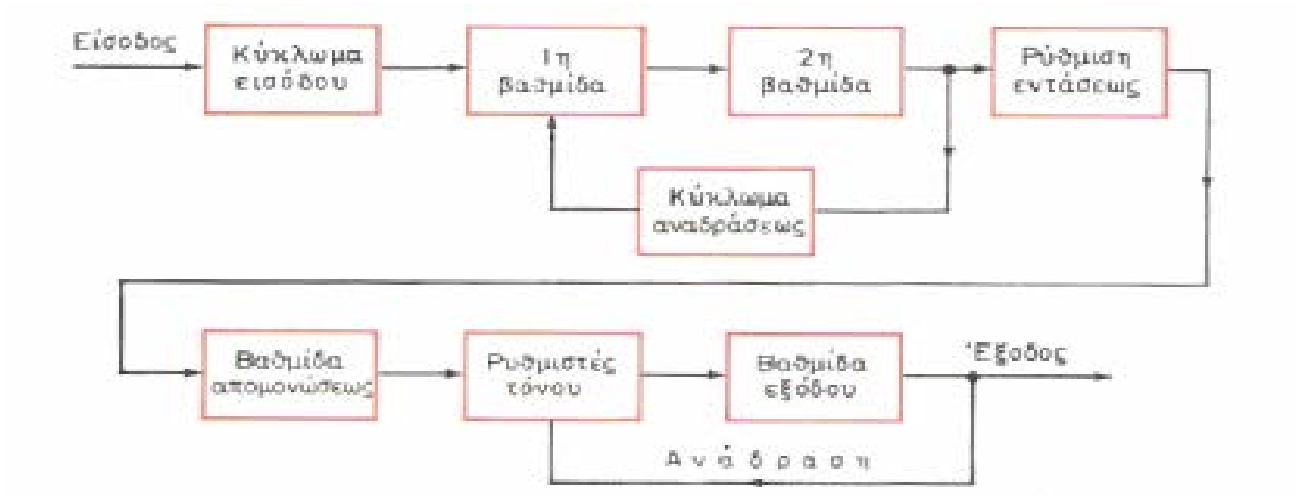 Είσοδος
Κύκλωμα
εισόδου
1η
βαθμίδα
2η
βαθμίδα
Ρύθμιση
εντάσεως
Κύκλωμα
αναδράσεως
Βαθμίδα
απομονώσεως
Ρυθμιστές
τόνου
Βαθμίδα
εξόδου
Έξοδος
Ανάδραση